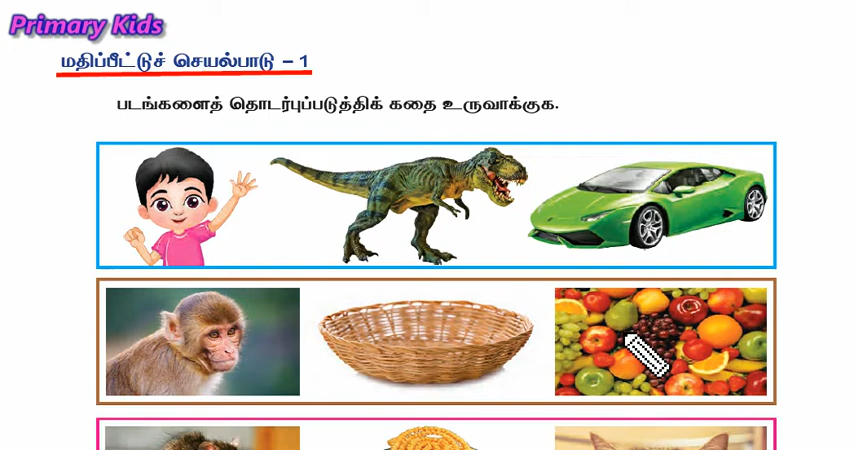 Primary Kids
மதிப்பீட்டுச் செயல்பாடு – 1
படங்களைத் தொடர்புப்படுத்திக் கதை உருவாக்குக.